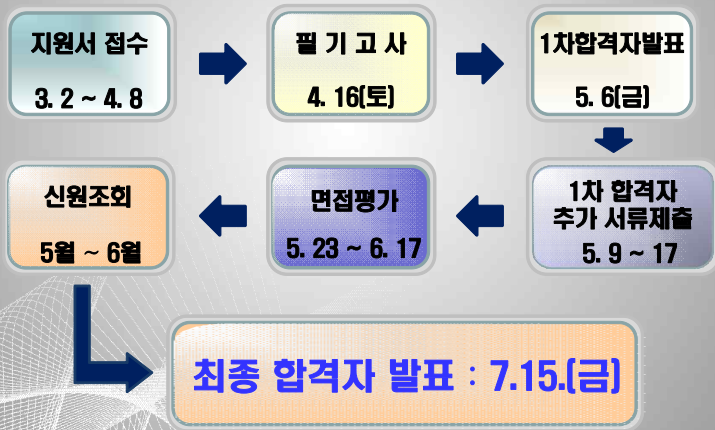 지원서 접수
3. 2 ~ 4. 8
필 기 고 사
4. 16(토)
1차합격자발표
5. 6(금)
1차 합격자
추가 서류제출
5. 9 ~ 17
면접평가
5. 23 ~ 6. 17
신원조회
5월 ~ 6월
최종 합격자 발표 : 7.15.(금)